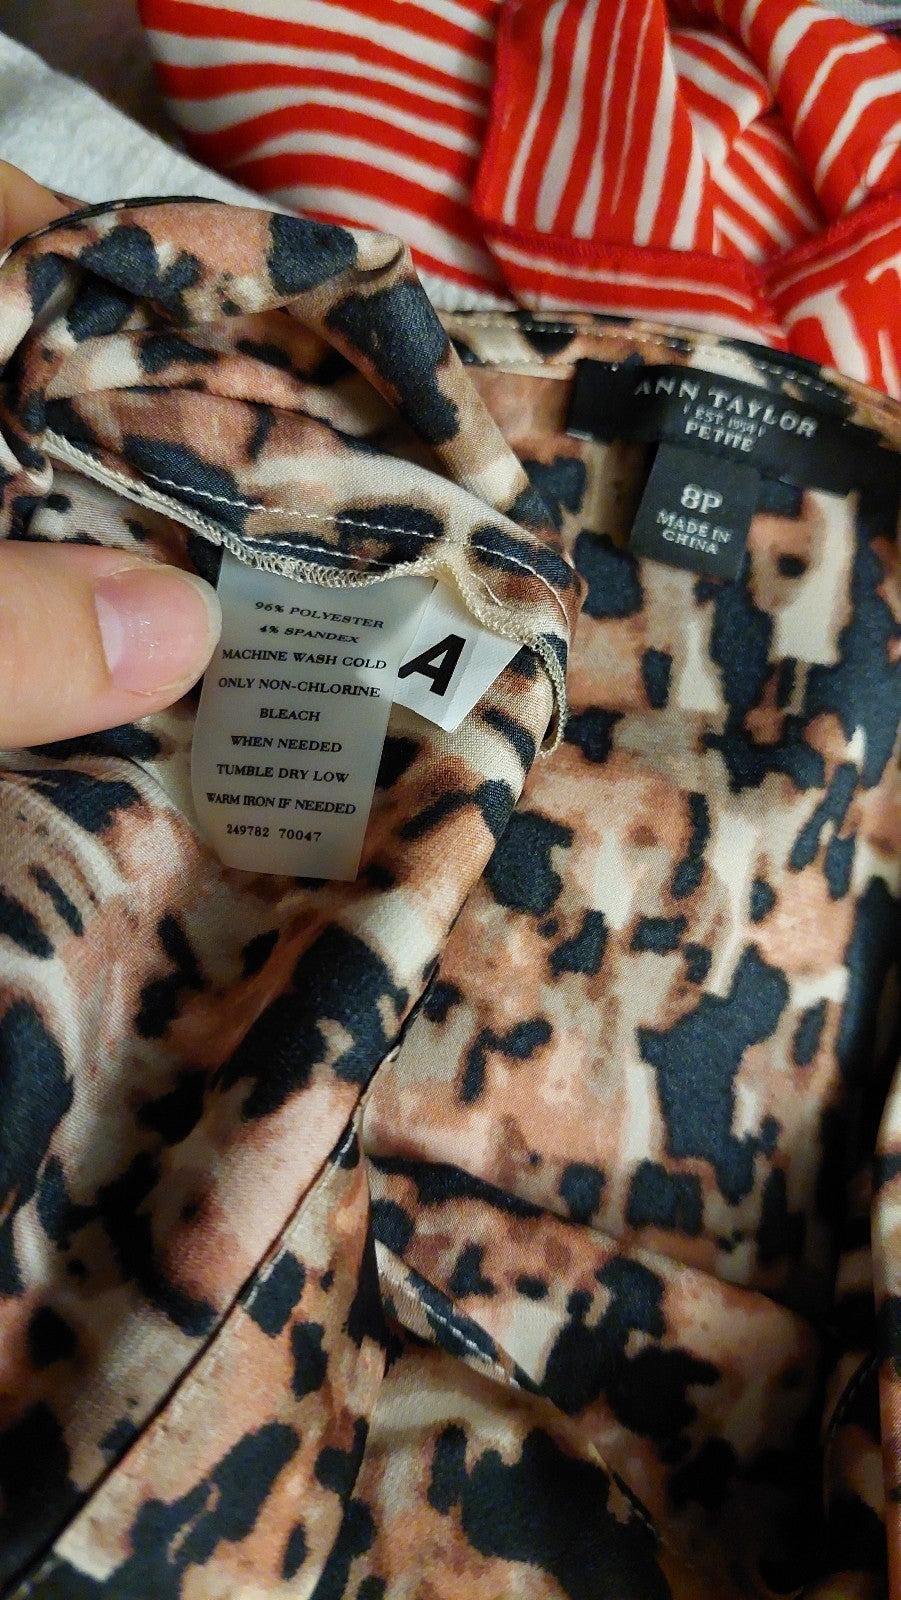 ANN TAYLOR
EST. 1954
PETITE
8P
MADE IN
CHINA
96% POLYESTER
4% SPANDEX
MACHINE WASH COLD
ONLY NON-CHLORINE
BLEACH
WHEN NEEDED
TUMBLE DRY LOW
WARM IRON IF NEEDED
249782 70047
A